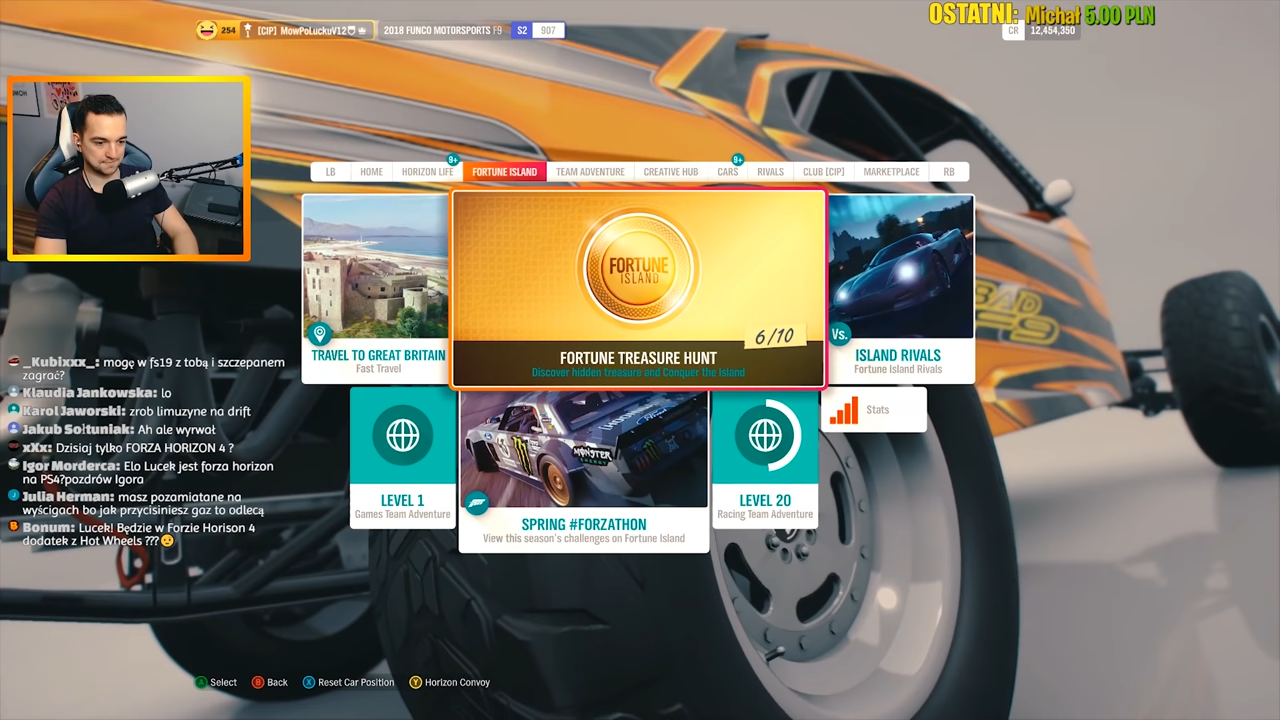 OSTATNI: Michał 5.00 PLN
254 [CIP] MowPoLuckuV12
2018 FUNCO MOTORSPORTS F9 S2 907
CR 12,454,350
LB HOME HORIZON LIFE 9+ FORTUNE ISLAND TEAM ADVENTURE CREATIVE HUB CARS 9+ RIVALS CLUB [CIP] MARKETPLACE RB
FORTUNE
ISLAND
6/10
FORTUNE TREASURE HUNT
Discover hidden treasure and Conquer the Island
TRAVEL TO GREAT BRITAIN
Fast Travel
Vs.
ISLAND RIVALS
Fortune Island Rivals
Stats
LEVEL 1
Games Team Adventure
MONSTER
ENERGY
SPRING #FORZATHON
View this season's challenges on Fortune Island
LEVEL 20
Racing Team Adventure
_Kubixxx_: mogę w fs19 z tobą i szczepanem
zagrać?
Klaudia Jankowska: lo
Karol Jaworski: zrob limuzyne na drift
Jakub So!tuniak: Ah ale wyrwał
xXx: Dzisiaj tylko FORZA HORIZON 4 ?
Igor Morderca: Elo Lucek jest forza horizon
na PS4?pozdrów Igora
Julia Herman: masz pozamiatane na
wyścigach bo jak przyciśniesz gaz to odlecą
Bonum: Lucek! Będzie w Forzie Horison 4
dodatek z Hot Wheels ???
A Select B Back X Reset Car Position Y Horizon Convoy